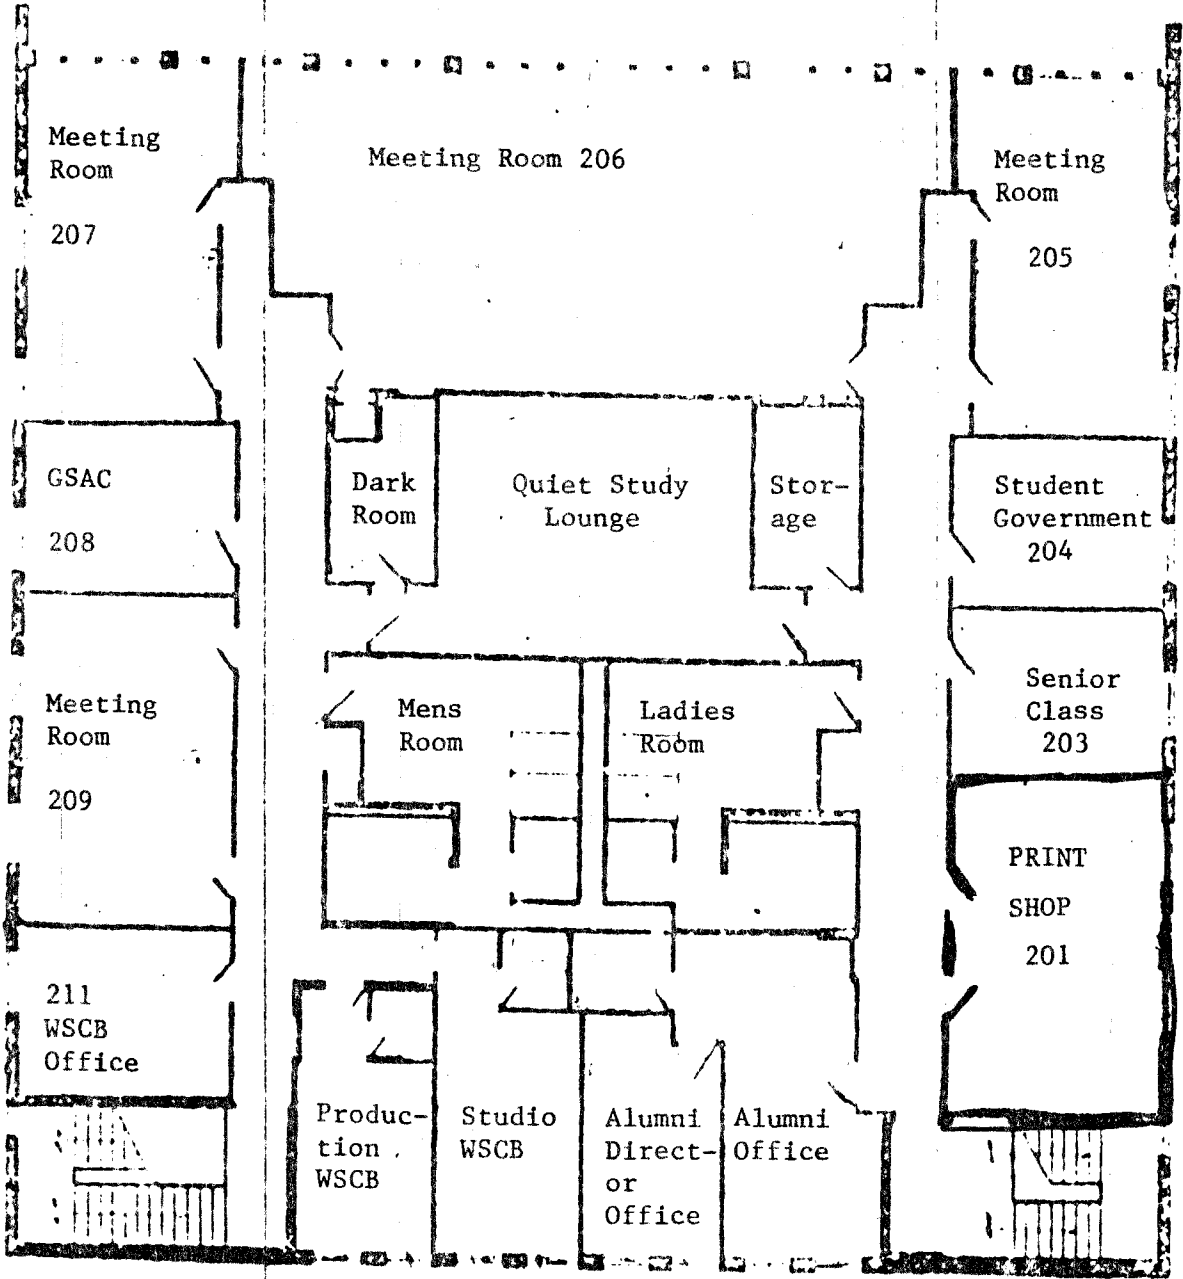 Meeting
Room
207
Meeting Room 206
Meeting
Room
205
GSAC
208
Dark
Room
Quiet Study
Lounge
Stor-
age
Student
Government
204
Meeting
Room
209
Mens
Room
Ladies
Room
Senior
Class
203
PRINT
SHOP
201
211
WSCB
Office
Produc-
tion
WSCB
Studio
WSCB
Alumni
Direct-
or
Office
Alumni
Office